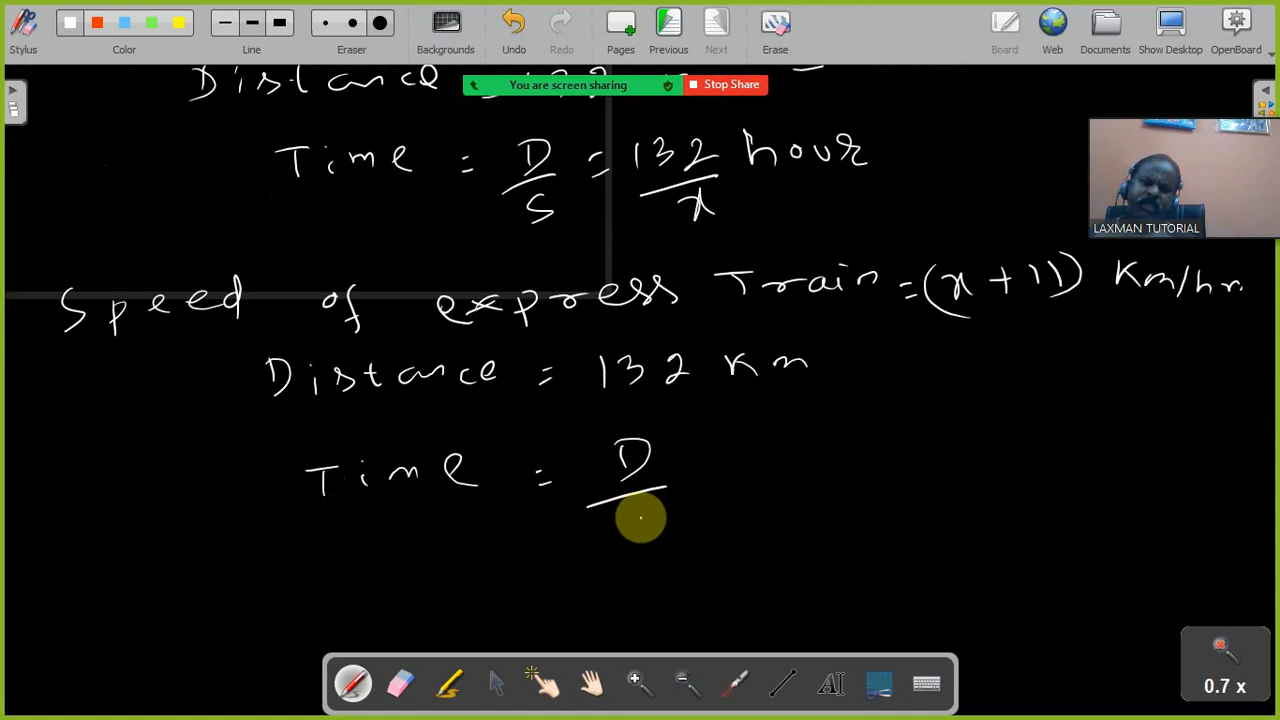 Stylus Color Line Eraser Backgrounds Undo Redo Pages Previous Next Erase Board Web Documents Show Desktop OpenBoard
You are screen sharing Stop Share
Distance
Time = D/S = 132/x hour
LAXMAN TUTORIAL
Speed of express Train = (x + 11) Km/hr.
Distance = 132 Km
Time = D
0.7 x